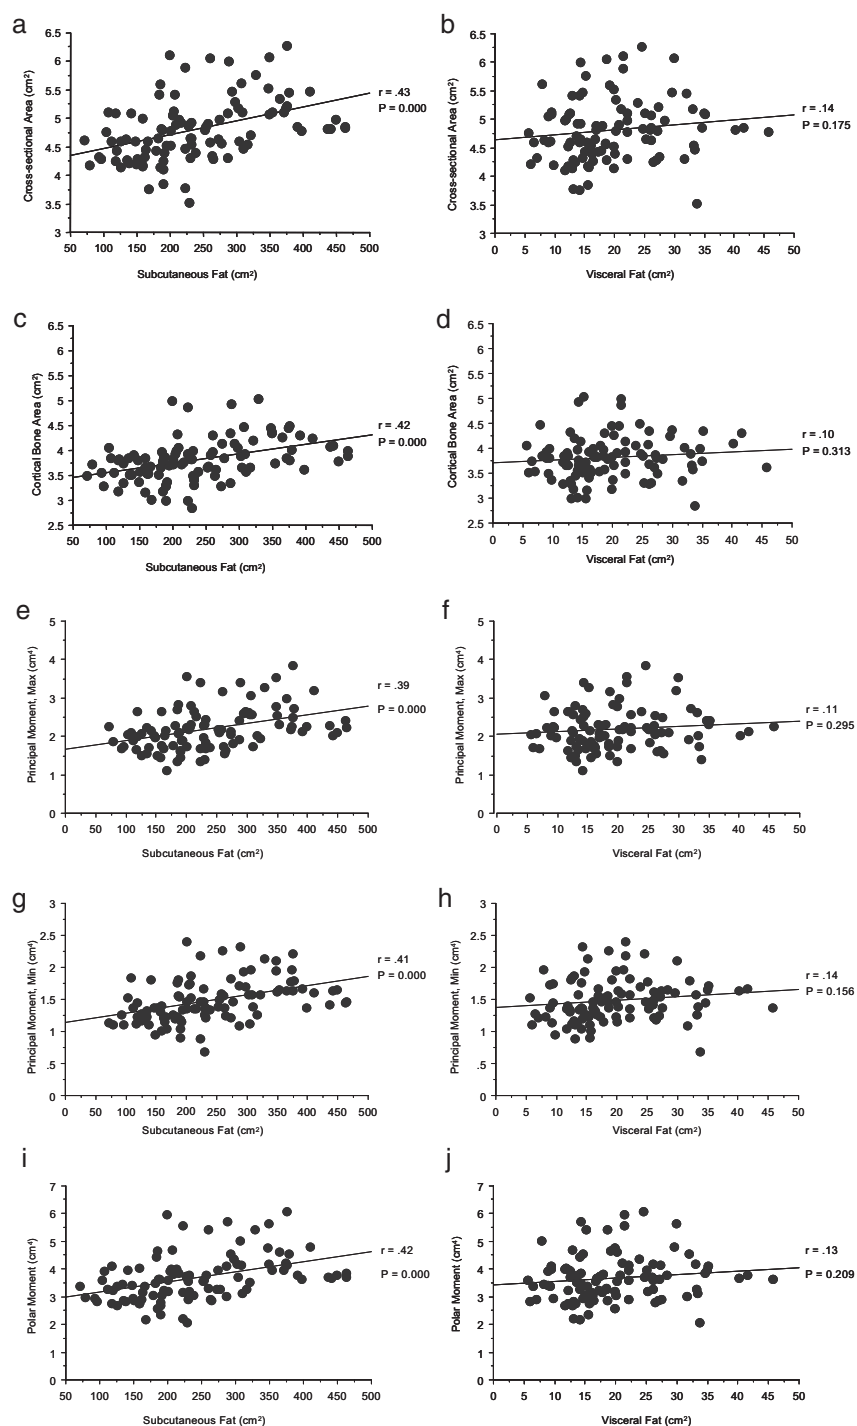 a
6.5
6
5.5
5
4.5
4
3.5
3
Cross-sectional Area (cm²)
50 100 150 200 250 300 350 400 450 500
Subcutaneous Fat (cm²)
r = .43
P = 0.000
b
6.5
6
5.5
5
4.5
4
3.5
3
Cross-sectional Area (cm²)
0 5 10 15 20 25 30 35 40 45 50
Visceral Fat (cm²)
r = .14
P = 0.175
c
6.5
6
5.5
5
4.5
4
3.5
3
2.5
Cortical Bone Area (cm²)
50 100 150 200 250 300 350 400 450 500
Subcutaneous Fat (cm²)
r = .42
P = 0.000
d
6.5
6
5.5
5
4.5
4
3.5
3
2.5
Cortical Bone Area (cm²)
0 5 10 15 20 25 30 35 40 45 50
Visceral Fat (cm²)
r = .10
P = 0.313
e
5
4
3
2
1
0
Principal Moment, Max (cm⁴)
0 50 100 150 200 250 300 350 400 450 500
Subcutaneous Fat (cm²)
r = .39
P = 0.000
f
5
4
3
2
1
0
Principal Moment, Max (cm⁴)
0 5 10 15 20 25 30 35 40 45 50
Visceral Fat (cm²)
r = .11
P = 0.295
g
3
2.5
2
1.5
1
.5
0
Principal Moment, Min (cm⁴)
0 50 100 150 200 250 300 350 400 450 500
Subcutaneous Fat (cm²)
r = .41
P = 0.000
h
3
2.5
2
1.5
1
.5
0
Principal Moment, Min (cm⁴)
0 5 10 15 20 25 30 35 40 45 50
Visceral Fat (cm²)
r = .14
P = 0.156
i
7
6
5
4
3
2
1
0
Polar Moment (cm⁴)
50 100 150 200 250 300 350 400 450 500
Subcutaneous Fat (cm²)
r = .42
P = 0.000
j
7
6
5
4
3
2
1
0
Polar Moment (cm⁴)
0 5 10 15 20 25 30 35 40 45 50
Visceral Fat (cm²)
r = .13
P = 0.209